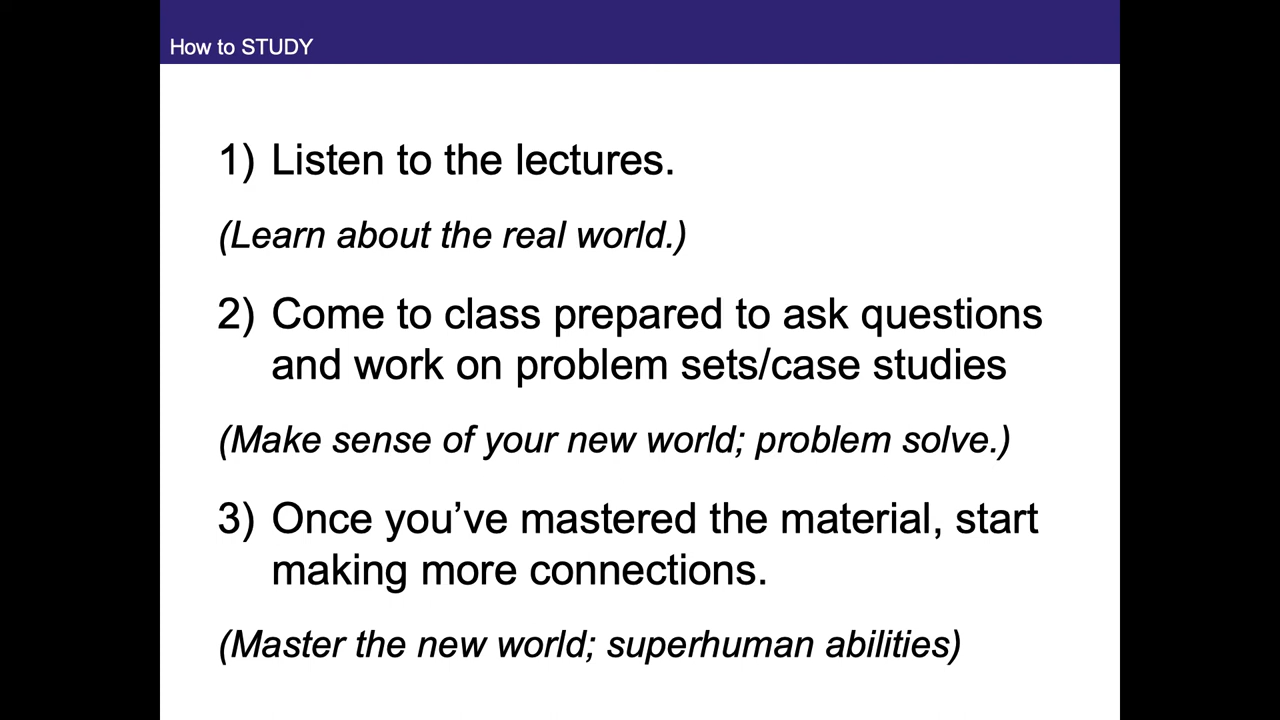 How to STUDY
1) Listen to the lectures.
(Learn about the real world.)
2) Come to class prepared to ask questions
and work on problem sets/case studies
(Make sense of your new world; problem solve.)
3) Once you’ve mastered the material, start
making more connections.
(Master the new world; superhuman abilities)